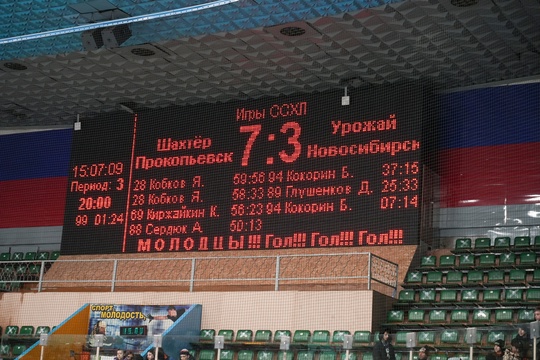 Игры ССХЛ
Шахтёр
Прокопьевск
7:3
Урожай
Новосибирск
15:07:09
Период: 3
20:00
99 01:24
28 Кобков Я. 59:56 94 Кокорин Б. 37:15
28 Кобков Я. 58:33 89 Глушенков Д. 25:33
69 Киржайкин К. 56:23 94 Кокорин Б. 07:14
88 Сердюк А. 50:13
МОЛОДЦЫ!!! Гол!!! Гол!!! Гол!!!
СПОРТ
МОЛОДОСТЬ,